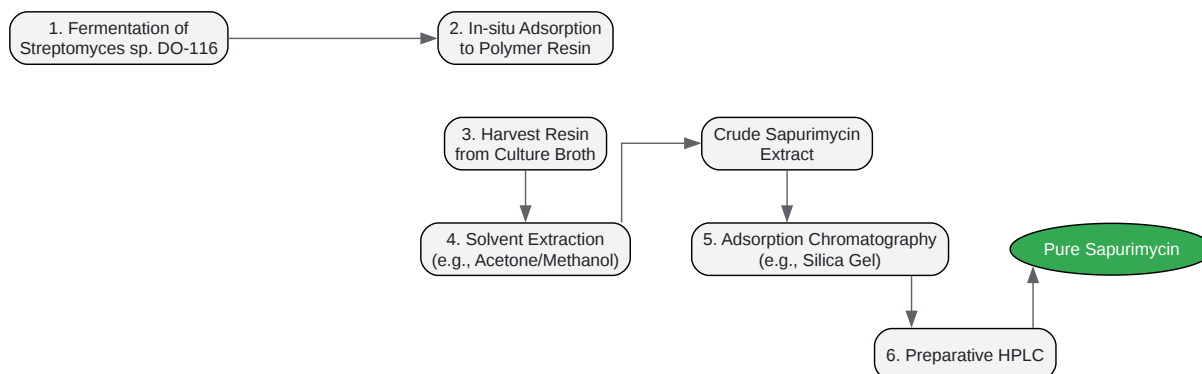 1. Fermentation of
Streptomyces sp. DO-116
2. In-situ Adsorption
to Polymer Resin
3. Harvest Resin
from Culture Broth
Crude Sapurimycin
Extract
4. Solvent Extraction
(e.g., Acetone/Methanol)
5. Adsorption Chromatography
(e.g., Silica Gel)
Pure Sapurimycin
6. Preparative HPLC